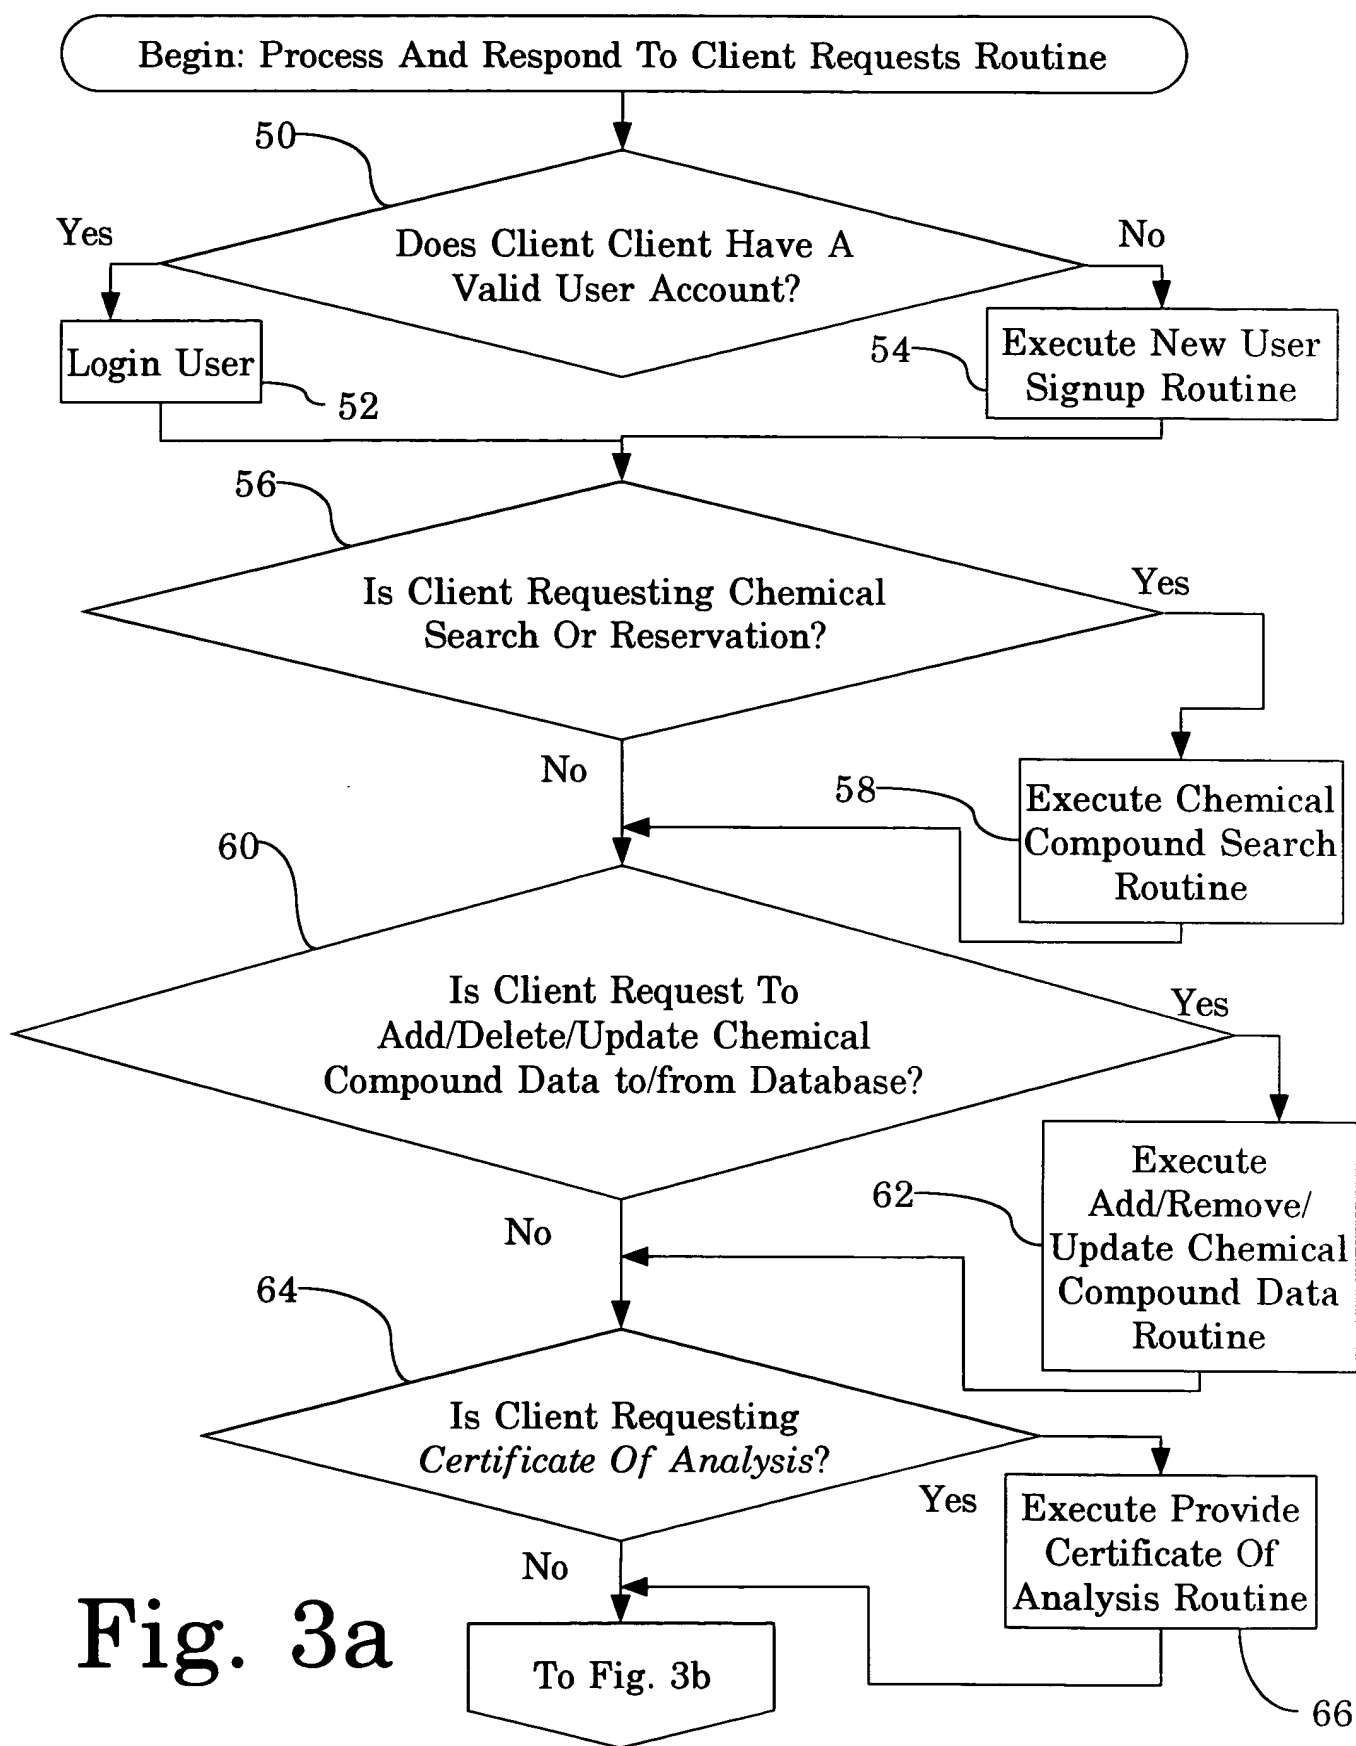 Begin: Process And Respond To Client Requests Routine
50
Yes
No
Does Client Client Have A
Valid User Account?
Login User
52
54
Execute New User
Signup Routine
56
Is Client Requesting Chemical
Search Or Reservation?
Yes
No
58
Execute Chemical
Compound Search
Routine
60
Is Client Request To
Add/Delete/Update Chemical
Compound Data to/from Database?
Yes
No
62
Execute
Add/Remove/
Update Chemical
Compound Data
Routine
64
Is Client Requesting
Certificate Of Analysis?
Yes
No
Execute Provide
Certificate Of
Analysis Routine
66
To Fig. 3b
Fig. 3a